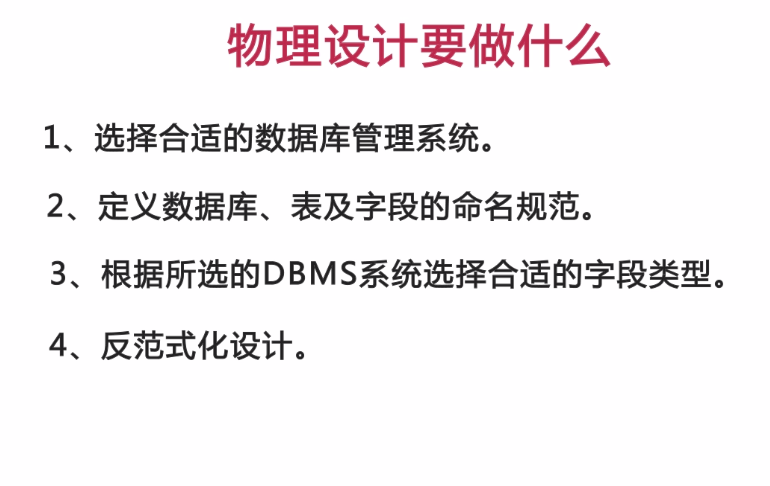 物理设计要做什么
1、选择合适的数据库管理系统。
2、定义数据库、表及字段的命名规范。
3、根据所选的DBMS系统选择合适的字段类型。
4、反范式化设计。